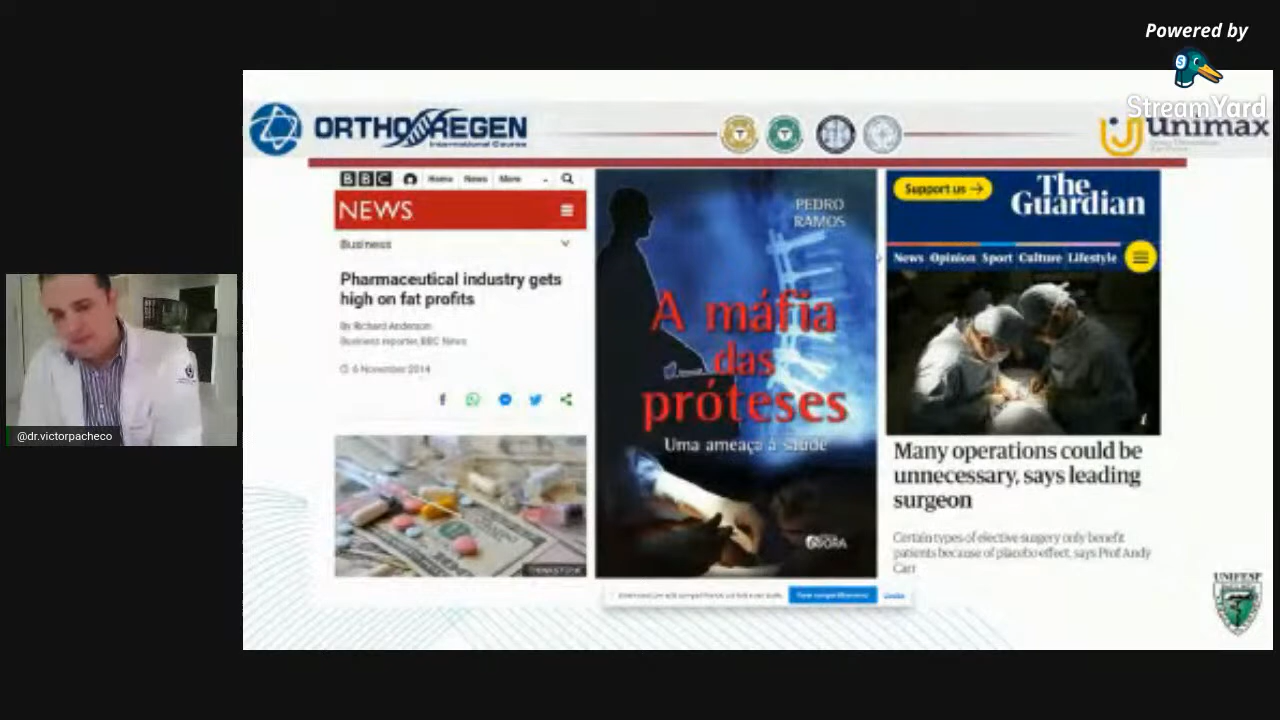 Powered by
StreamYard
ORTHOREGEN
International Course
unimax
BBC
Home News More
NEWS
Business
Pharmaceutical industry gets
high on fat profits
By Richard Anderson
Business reporter, BBC News
6 November 2014
PEDRO
RAMOS
A máfia
das
próteses
Uma ameaça à saúde
ÁGORA
Support us →
The
Guardian
News Opinion Sport Culture Lifestyle
Many operations could be
unnecessary, says leading
surgeon
Certain types of elective surgery only benefit
patients because of placebo effect, says Prof Andy
Carr
@dr.victorpacheco
UNIFESP